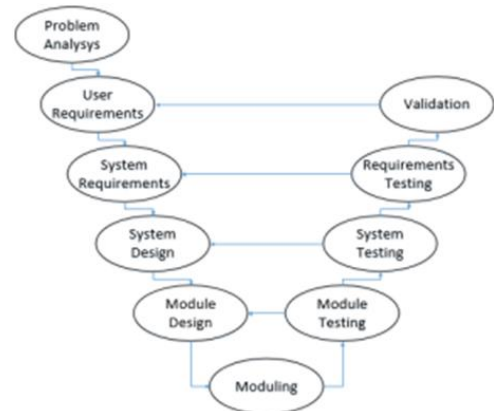 Problem
Analysys
User
Requirements
Validation
System
Requirements
Requirements
Testing
System
Design
System
Testing
Module
Design
Module
Testing
Moduling